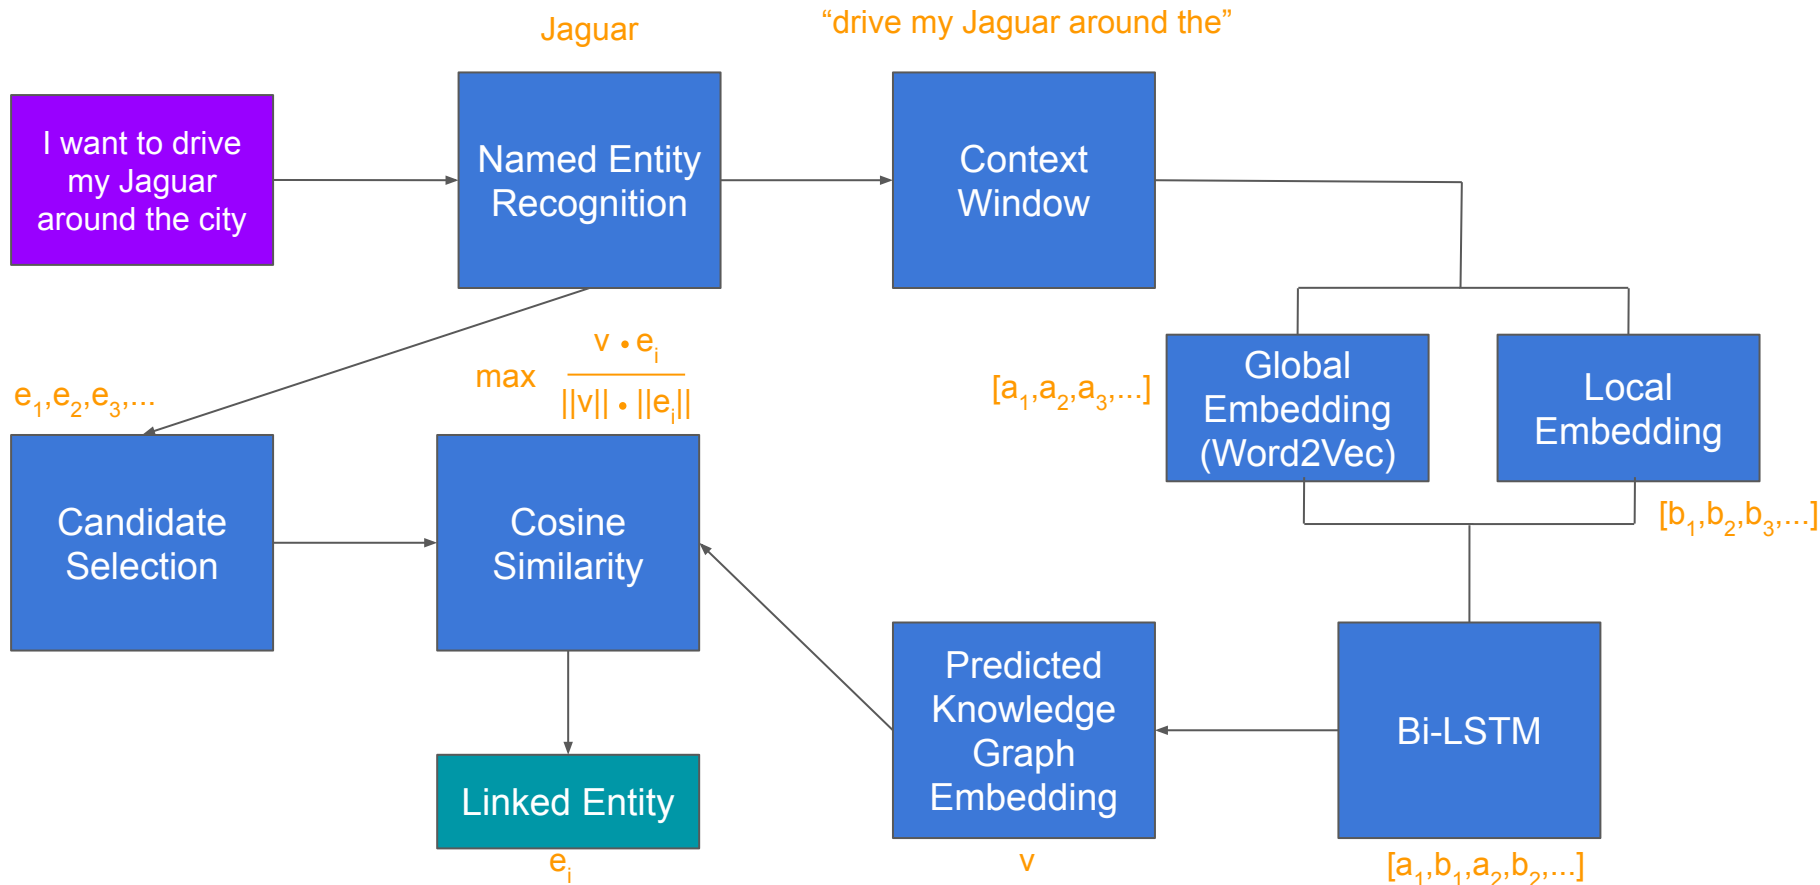 Jaguar
“drive my Jaguar around the”
I want to drive
my Jaguar
around the city
Named Entity
Recognition
Context
Window
e₁,e₂,e₃,...
max v • eᵢ
||v|| • ||eᵢ||
[a₁,a₂,a₃,...]
Global
Embedding
(Word2Vec)
Local
Embedding
[b₁,b₂,b₃,...]
Candidate
Selection
Cosine
Similarity
Predicted
Knowledge
Graph
Embedding
Bi-LSTM
Linked Entity
eᵢ
v
[a₁,b₁,a₂,b₂,...]